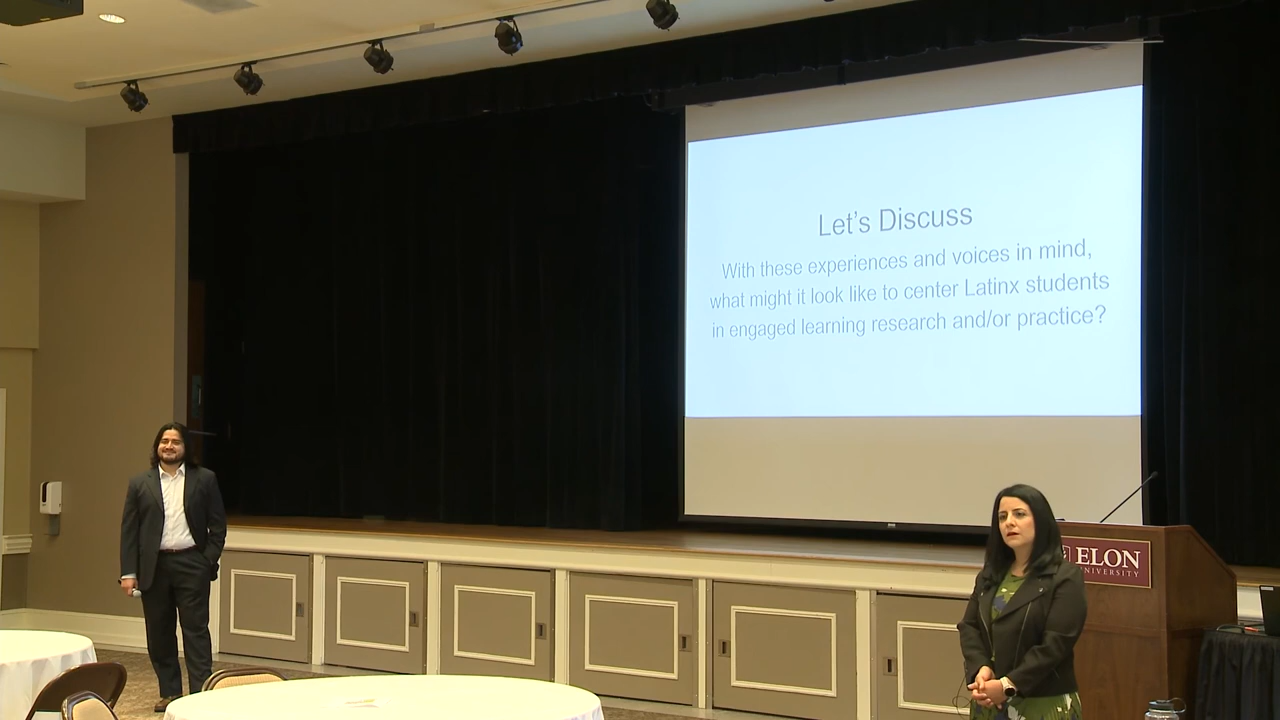 Let's Discuss
With these experiences and voices in mind,
what might it look like to center Latinx students
in engaged learning research and/or practice?
ELON
UNIVERSITY